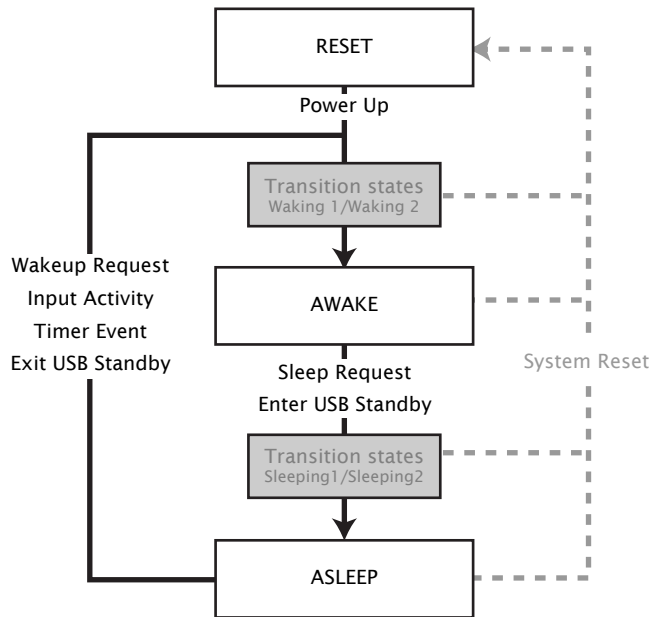 RESET
Power Up
Transition states
Waking 1/Waking 2
Wakeup Request
Input Activity
Timer Event
Exit USB Standby
AWAKE
Sleep Request
Enter USB Standby
System Reset
Transition states
Sleeping1/Sleeping2
ASLEEP